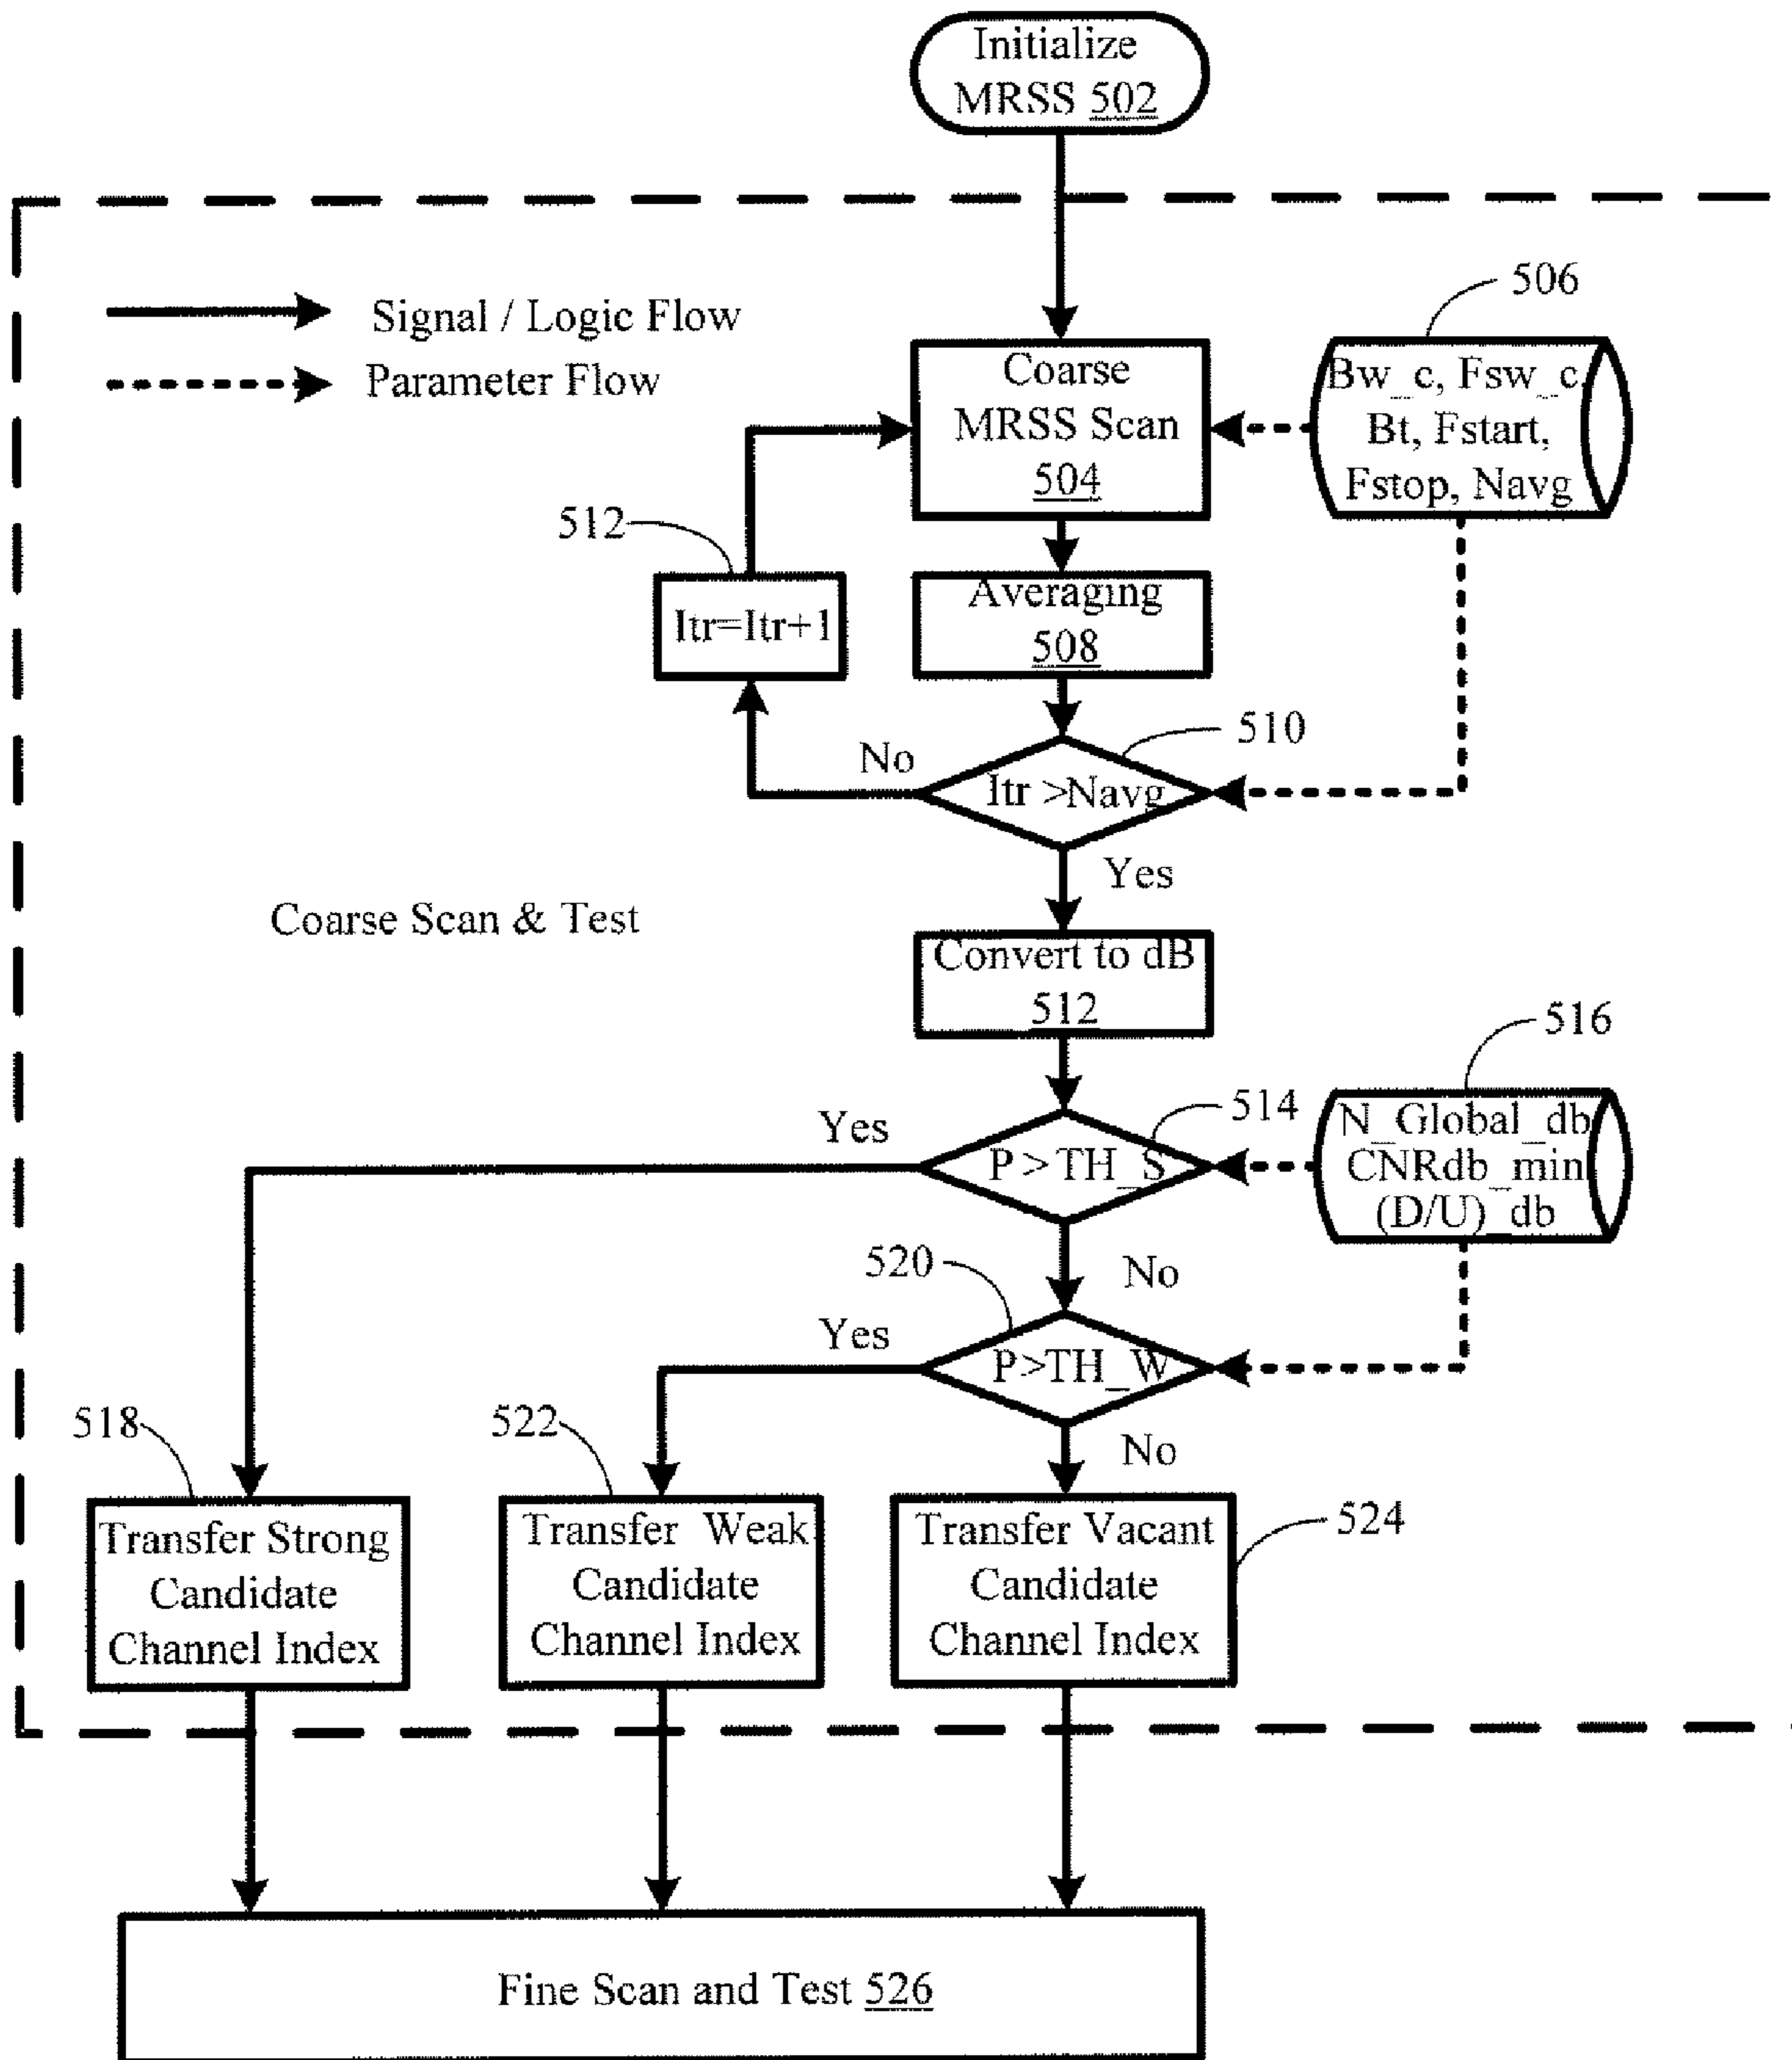 Initialize
MRSS 502
Signal / Logic Flow
Parameter Flow
506
Coarse
MRSS Scan
504
Bw_c, Fsw_c,
Bt, Fstart,
Fstop, Navg
512
Itr=Itr+1
Averaging
508
510
No
Itr >Navg
Yes
Coarse Scan & Test
Convert to dB
512
516
514
Yes
P > TH_S
N_Global_db
CNRdb_min
(D/U)_db
No
520
Yes
P>TH_W
No
518
522
524
Transfer Strong
Candidate
Channel Index
Transfer Weak
Candidate
Channel Index
Transfer Vacant
Candidate
Channel Index
Fine Scan and Test 526